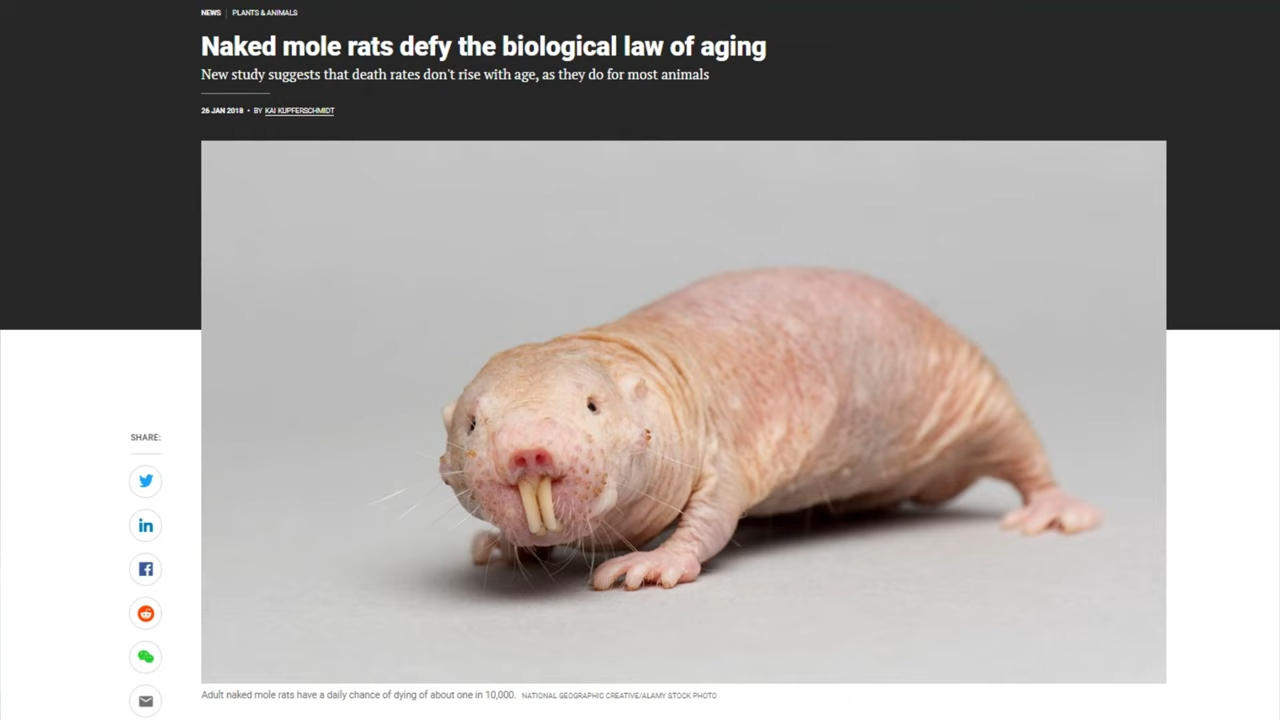 NEWS PLANTS & ANIMALS
Naked mole rats defy the biological law of aging
New study suggests that death rates don't rise with age, as they do for most animals
26 JAN 2018 • BY KAI KUPFERSCHMIDT
SHARE:
in
Adult naked mole rats have a daily chance of dying of about one in 10,000. NATIONAL GEOGRAPHIC CREATIVE/ALAMY STOCK PHOTO